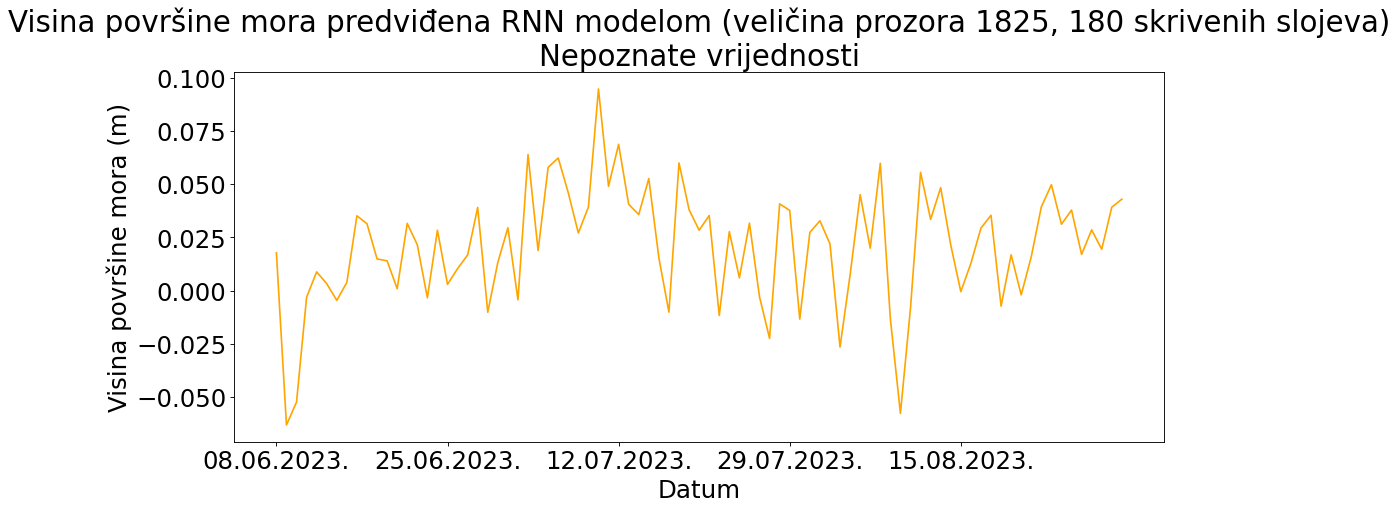 Visina površine mora predviđena RNN modelom (veličina prozora 1825, 180 skrivenih slojeva)
Nepoznate vrijednosti
Visina površine mora (m)
0.100
0.075
0.050
0.025
0.000
−0.025
−0.050
08.06.2023. 25.06.2023. 12.07.2023. 29.07.2023. 15.08.2023.
Datum